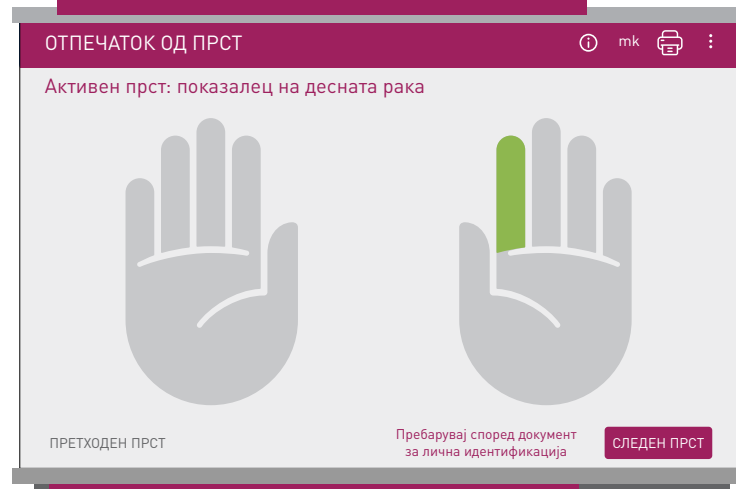 ОТПЕЧАТОК ОД ПРСТ
mk
Активен прст: показалец на десната рака
ПРЕТХОДЕН ПРСТ
Пребарувај според документ
за лична идентификација
СЛЕДЕН ПРСТ